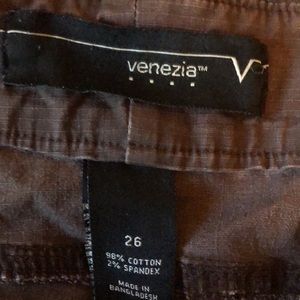 venezia™
26
98% COTTON
2% SPANDEX
MADE IN
BANGLADESH